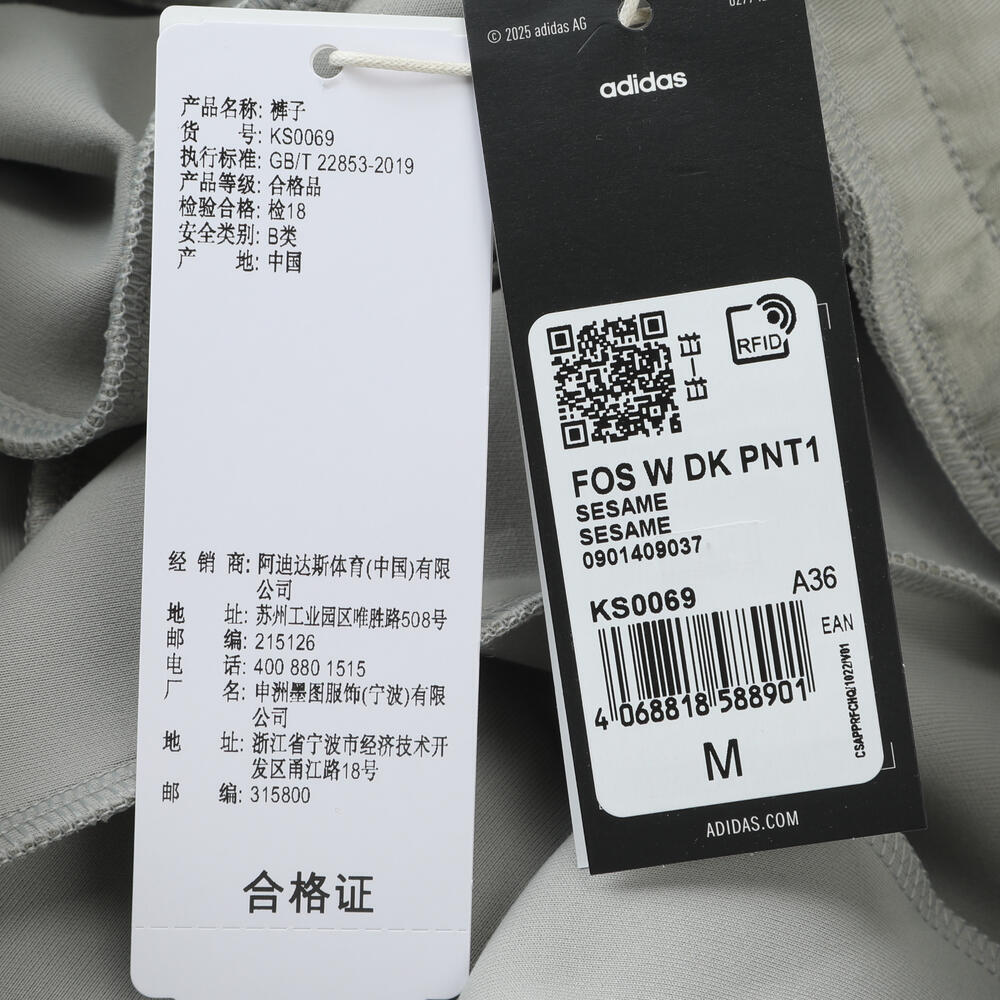 产品名称: 裤子
货 号: KS0069
执行标准: GB/T 22853-2019
产品等级: 合格品
检验合格: 检18
安全类别: B类
产 地: 中国
经 销 商: 阿迪达斯体育(中国)有限
公司
地 址: 苏州工业园区唯胜路508号
邮 编: 215126
电 话: 400 880 1515
厂 名: 申洲墨图服饰(宁波)有限
公司
地 址: 浙江省宁波市经济技术开
发区甬江路18号
邮 编: 315800
合格证
© 2025 adidas AG
adidas
扫一扫
RFID
FOS W DK PNT1
SESAME
SESAME
0901409037
KS0069
A36
EAN
4 068818 588901
CSAPPRFCHQ/1022/V01
M
ADIDAS.COM